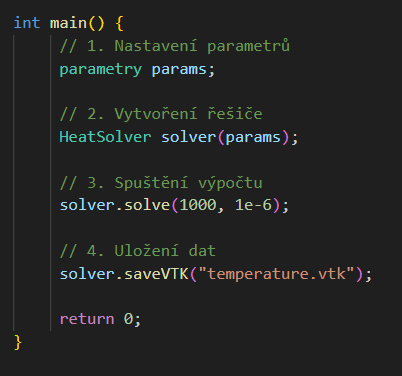 int main() {
// 1. Nastavení parametrů
parametry params;
// 2. Vytvoření řešiče
HeatSolver solver(params);
// 3. Spuštění výpočtu
solver.solve(1000, 1e-6);
// 4. Uložení dat
solver.saveVTK("temperature.vtk");
return 0;
}